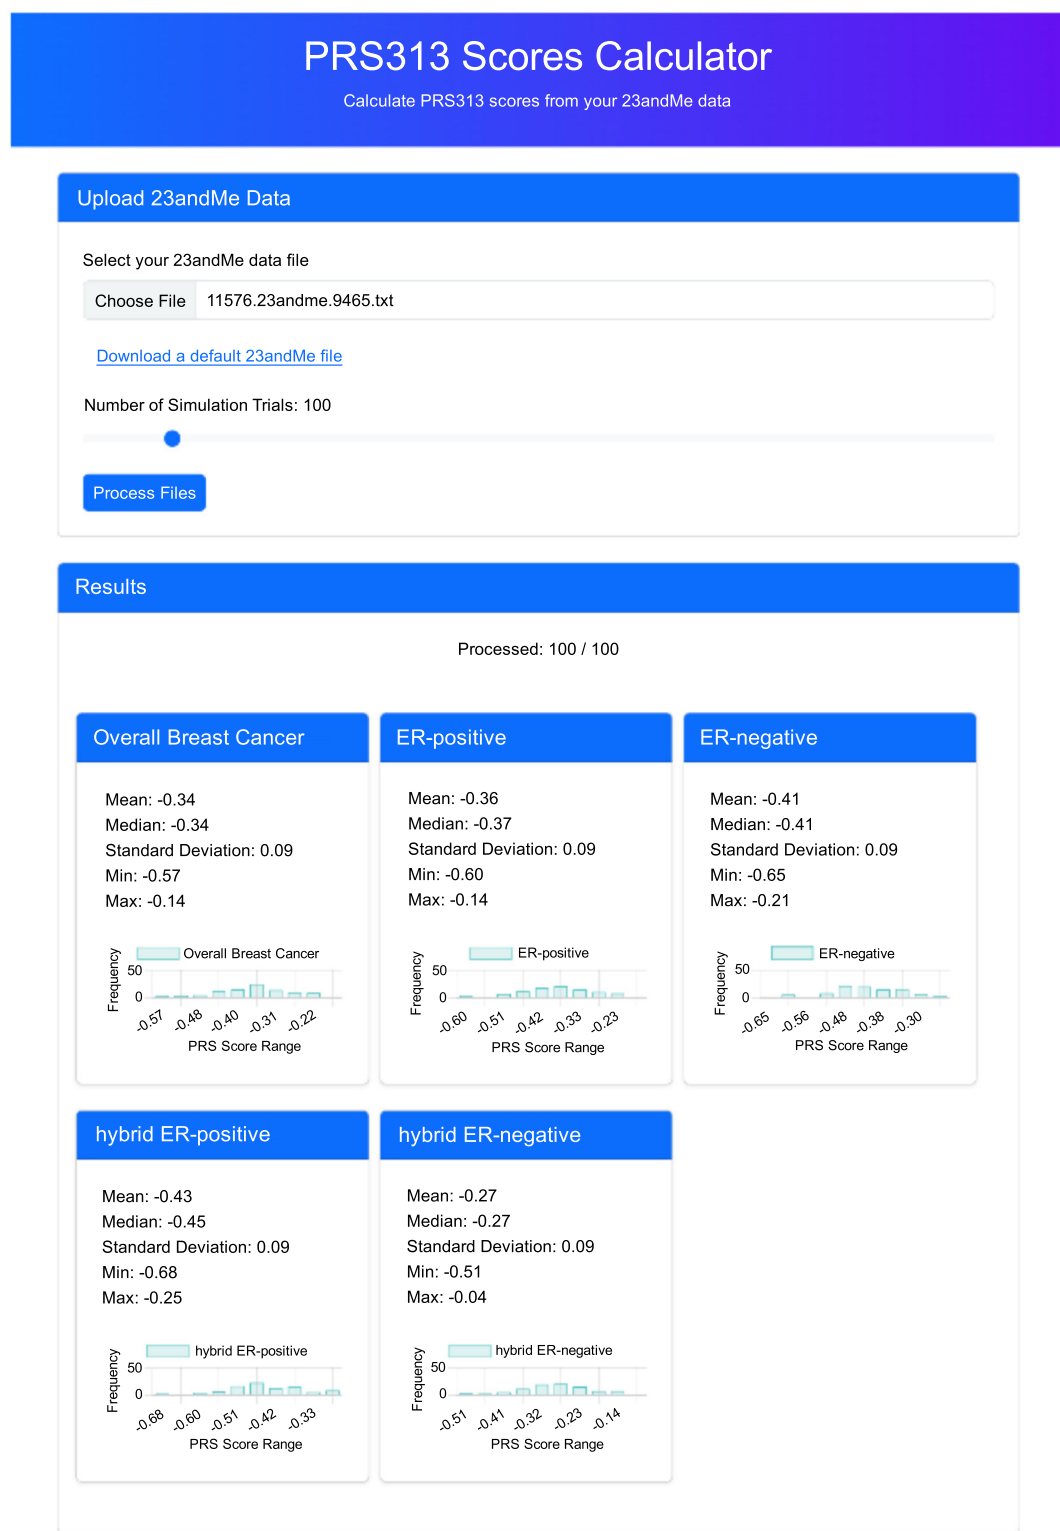 PRS313 Scores Calculator
Calculate PRS313 scores from your 23andMe data
Upload 23andMe Data
Select your 23andMe data file
Choose File 11576.23andme.9465.txt
Download a default 23andMe file
Number of Simulation Trials: 100
Process Files
Results
Processed: 100 / 100
Overall Breast Cancer
Mean: -0.34
Median: -0.34
Standard Deviation: 0.09
Min: -0.57
Max: -0.14
Overall Breast Cancer
Frequency
50
0
-0.57 -0.48 -0.40 -0.31 -0.22
PRS Score Range
ER-positive
Mean: -0.36
Median: -0.37
Standard Deviation: 0.09
Min: -0.60
Max: -0.14
ER-positive
Frequency
50
0
-0.60 -0.51 -0.42 -0.33 -0.23
PRS Score Range
ER-negative
Mean: -0.41
Median: -0.41
Standard Deviation: 0.09
Min: -0.65
Max: -0.21
ER-negative
Frequency
50
0
-0.65 -0.56 -0.48 -0.38 -0.30
PRS Score Range
hybrid ER-positive
Mean: -0.43
Median: -0.45
Standard Deviation: 0.09
Min: -0.68
Max: -0.25
hybrid ER-positive
Frequency
50
0
-0.68 -0.60 -0.51 -0.42 -0.33
PRS Score Range
hybrid ER-negative
Mean: -0.27
Median: -0.27
Standard Deviation: 0.09
Min: -0.51
Max: -0.04
hybrid ER-negative
Frequency
50
0
-0.51 -0.41 -0.32 -0.23 -0.14
PRS Score Range